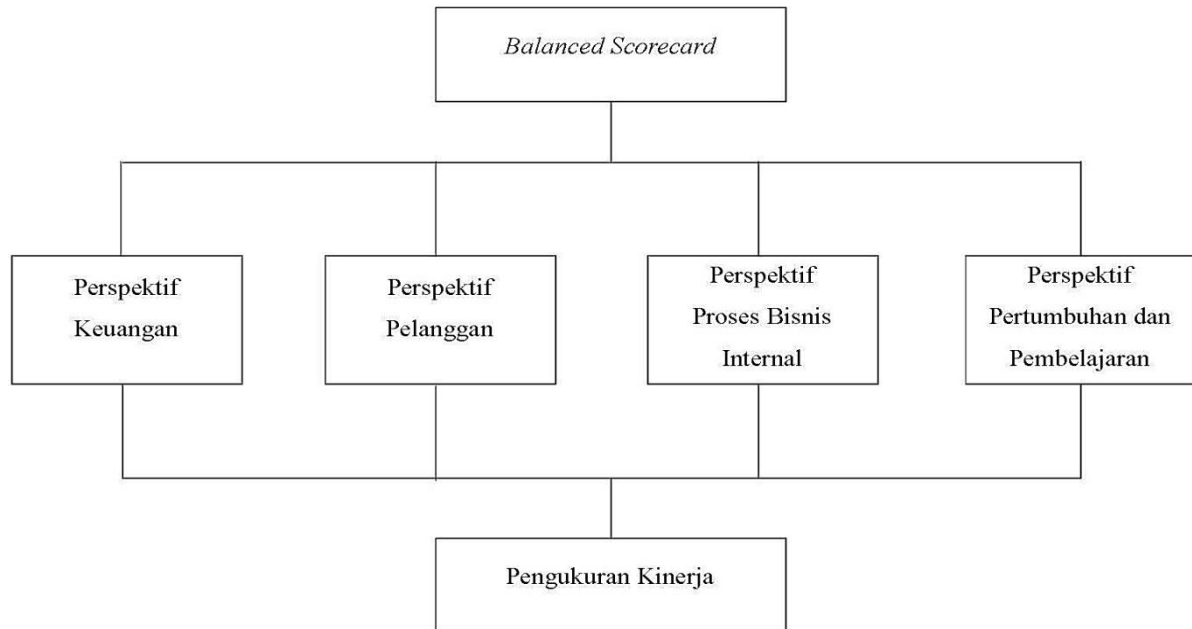 Balanced Scorecard
Perspektif
Keuangan
Perspektif
Pelanggan
Perspektif
Proses Bisnis
Internal
Perspektif
Pertumbuhan dan
Pembelajaran
Pengukuran Kinerja